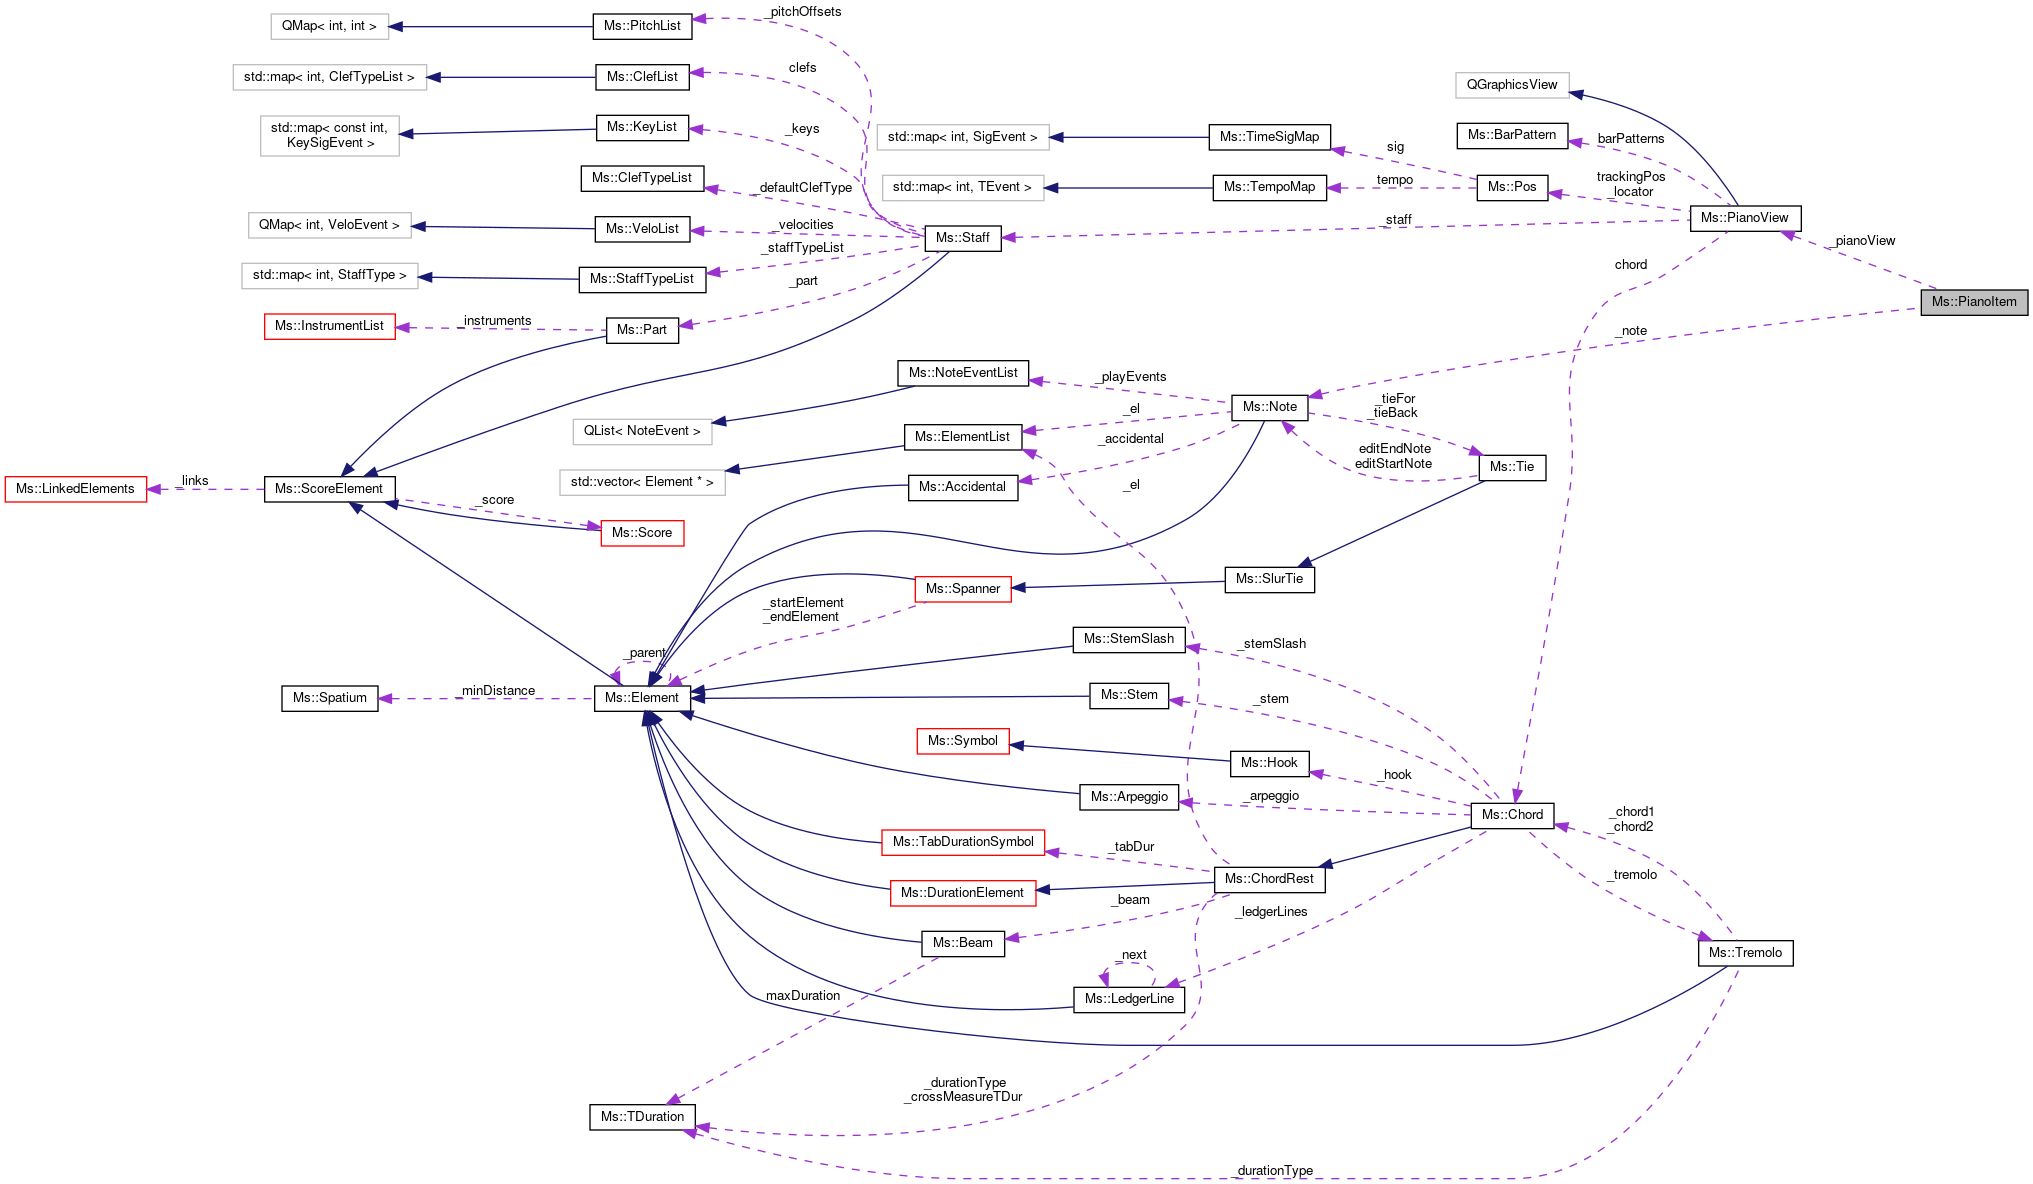 _pitchOffsets
QMap< int, int >
Ms::PitchList
clefs
std::map< int, ClefTypeList >
Ms::ClefList
QGraphicsView
_keys
std::map< const int,
KeySigEvent >
Ms::KeyList
std::map< int, SigEvent >
Ms::TimeSigMap
sig
Ms::BarPattern
barPatterns
Ms::ClefTypeList
_defaultClefType
std::map< int, TEvent >
Ms::TempoMap
tempo
Ms::Pos
trackingPos
_locator
QMap< int, VeloEvent >
Ms::VeloList
_velocities
Ms::Staff
_staff
Ms::PianoView
_pianoView
_staffTypeList
std::map< int, StaffType >
Ms::StaffTypeList
_part
chord
Ms::PianoItem
Ms::InstrumentList
_instruments
Ms::Part
_note
Ms::NoteEventList
_playEvents
QList< NoteEvent >
_el
Ms::Note
_tieFor
_tieBack
Ms::ElementList
_accidental
editEndNote
editStartNote
Ms::Tie
std::vector< Element * >
Ms::Accidental
_el
Ms::LinkedElements
_links
Ms::ScoreElement
_score
Ms::Score
Ms::Spanner
Ms::SlurTie
_startElement
_endElement
Ms::StemSlash
_stemSlash
_parent
Ms::Spatium
_minDistance
Ms::Element
Ms::Stem
_stem
Ms::Symbol
Ms::Hook
_hook
Ms::Arpeggio
_arpeggio
Ms::Chord
_chord1
_chord2
Ms::TabDurationSymbol
_tabDur
Ms::ChordRest
_tremolo
Ms::DurationElement
_beam
_ledgerLines
Ms::Beam
_next
Ms::Tremolo
maxDuration
Ms::LedgerLine
_durationType
_crossMeasureTDur
Ms::TDuration
_durationType